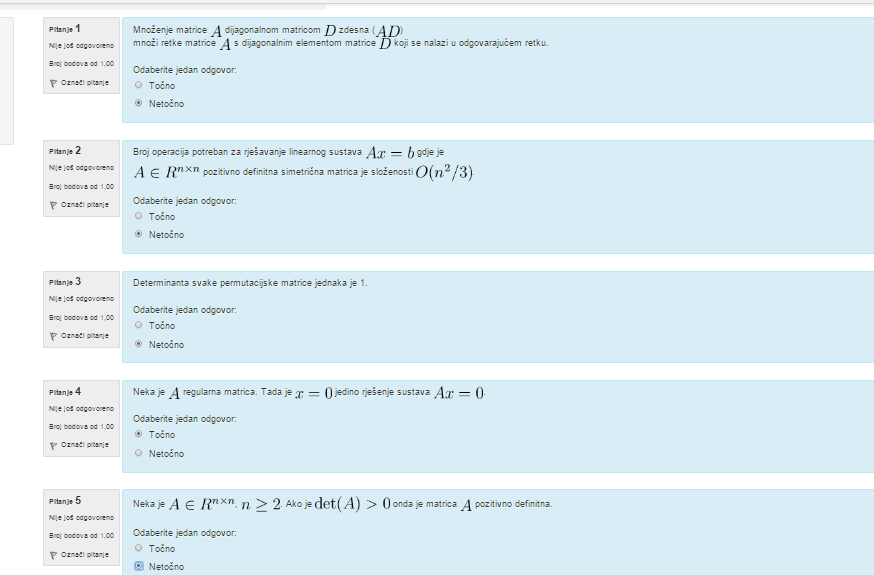 Pitanje 1
Nije još odgovoreno
Broj bodova od 1,00
Označi pitanje
Množenje matrice A dijagonalnom matricom D zdesna (AD)
množi retke matrice A s dijagonalnim elementom matrice D koji se nalazi u odgovarajućem retku.
Odaberite jedan odgovor:
Točno
Netočno
Pitanje 2
Nije još odgovoreno
Broj bodova od 1,00
Označi pitanje
Broj operacija potreban za rješavanje linearnog sustava Ax = b gdje je
A ∈ Rⁿˣⁿ pozitivno definitna simetrična matrica je složenosti O(n²/3).
Odaberite jedan odgovor:
Točno
Netočno
Pitanje 3
Nije još odgovoreno
Broj bodova od 1,00
Označi pitanje
Determinanta svake permutacijske matrice jednaka je 1.
Odaberite jedan odgovor:
Točno
Netočno
Pitanje 4
Nije još odgovoreno
Broj bodova od 1,00
Označi pitanje
Neka je A regularna matrica. Tada je x = 0 jedino rješenje sustava Ax = 0.
Odaberite jedan odgovor:
Točno
Netočno
Pitanje 5
Nije još odgovoreno
Broj bodova od 1,00
Označi pitanje
Neka je A ∈ Rⁿˣⁿ, n ≥ 2. Ako je det(A) > 0 onda je matrica A pozitivno definitna.
Odaberite jedan odgovor:
Točno
Netočno